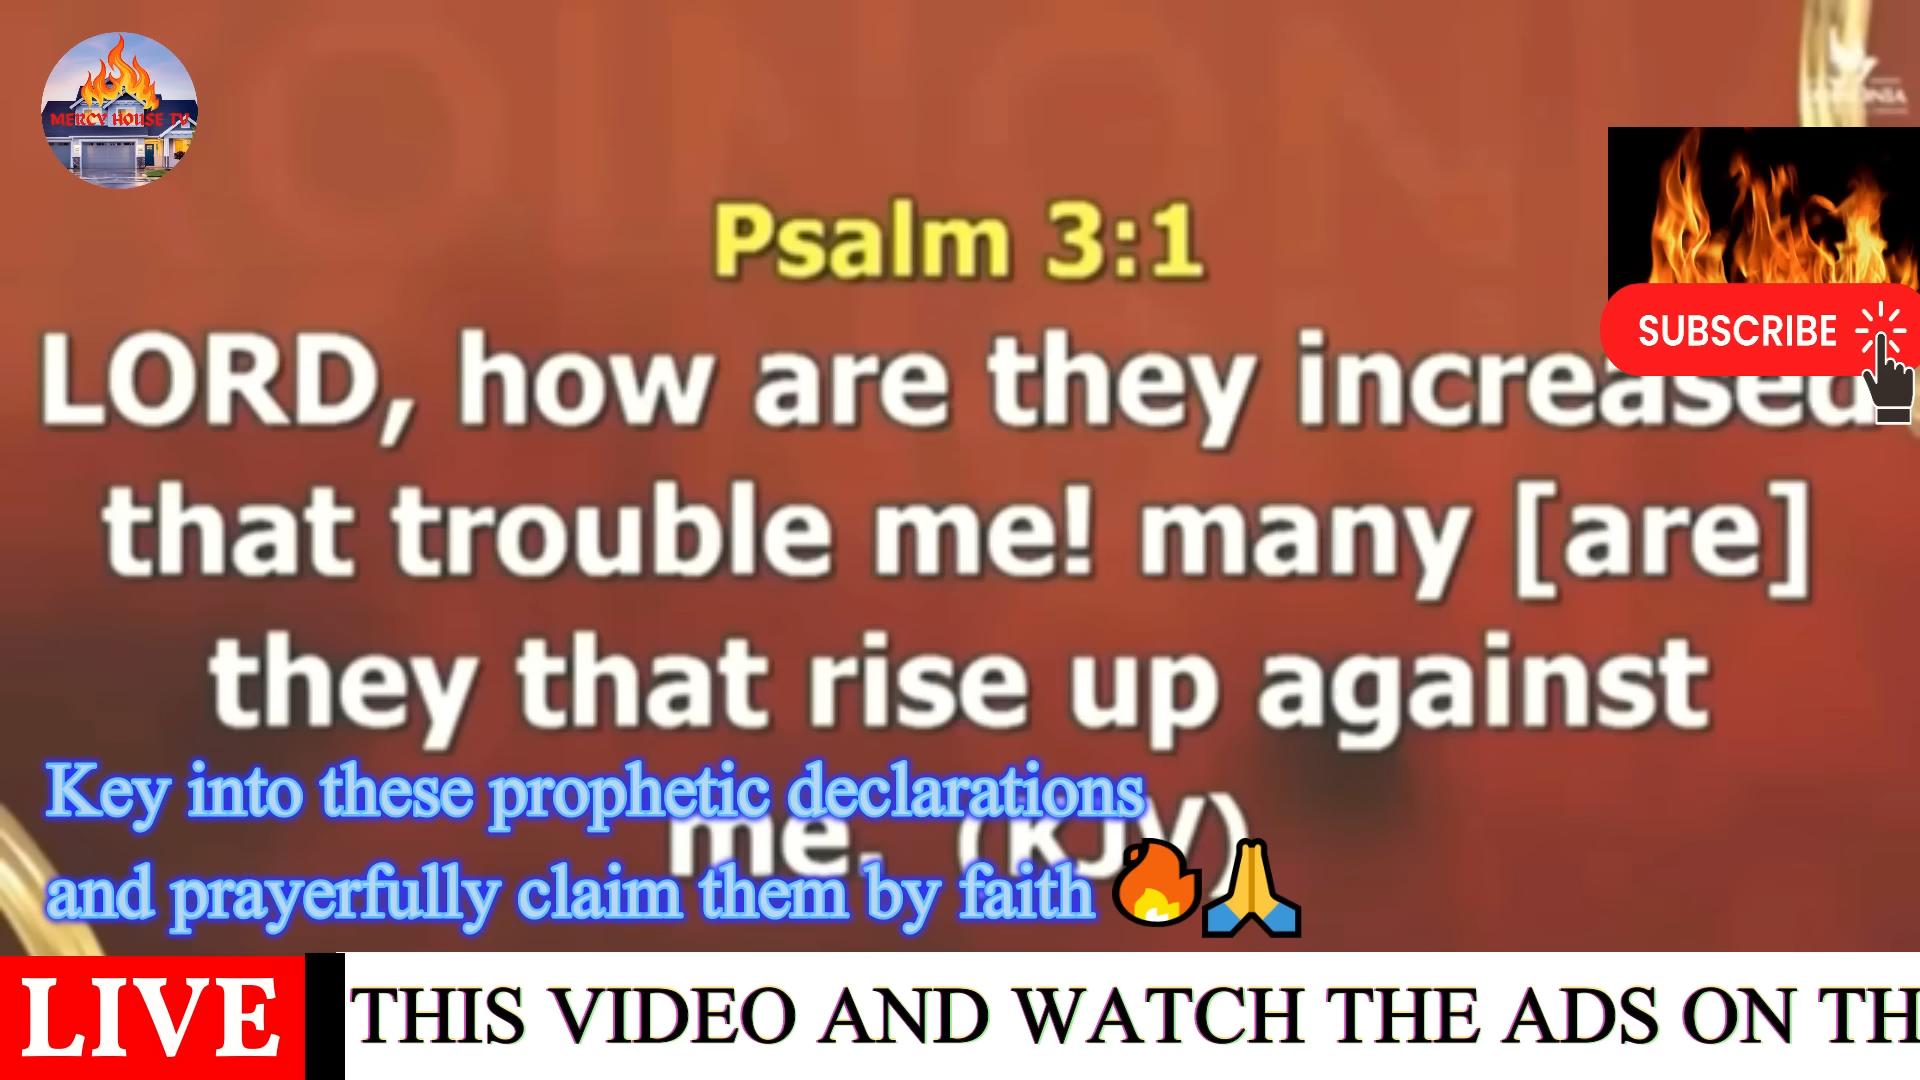 MERCY HOUSE TV
Psalm 3:1
SUBSCRIBE
LORD, how are they increased
that trouble me! many [are]
they that rise up against
me. (KJV)
Key into these prophetic declarations
and prayerfully claim them by faith 🔥🙏
LIVE
THIS VIDEO AND WATCH THE ADS ON TH